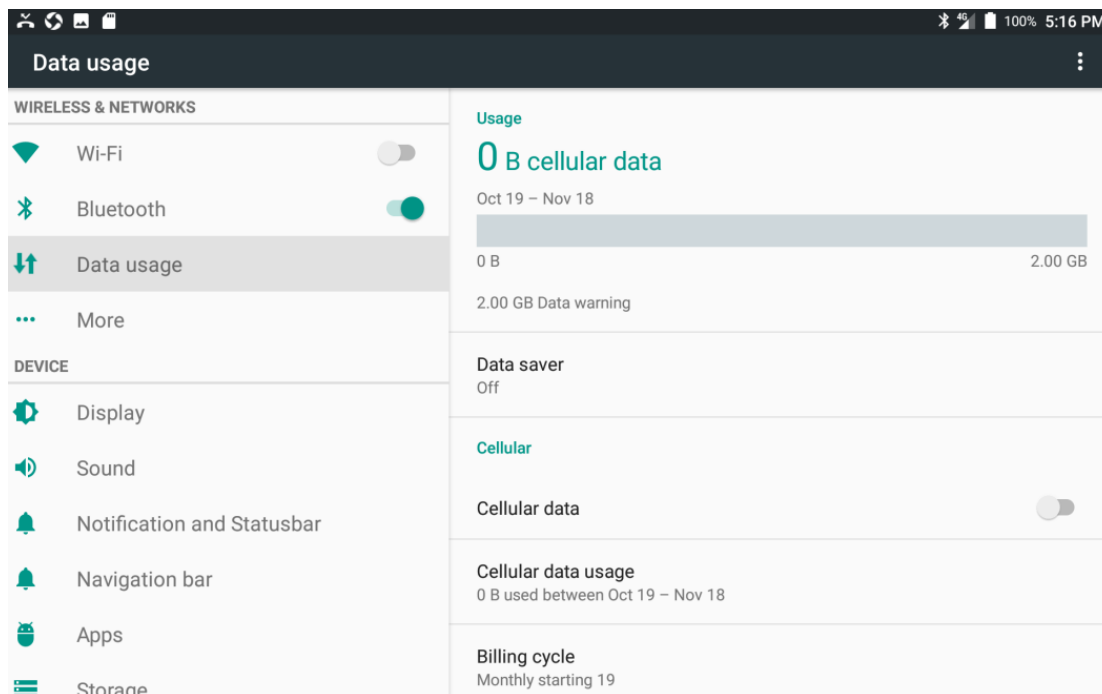 4G 100% 5:16 PM
Data usage
WIRELESS & NETWORKS
Wi-Fi
Bluetooth
Data usage
More
DEVICE
Display
Sound
Notification and Statusbar
Navigation bar
Apps
Storage
Usage
0 B cellular data
Oct 19 – Nov 18
0 B 2.00 GB
2.00 GB Data warning
Data saver
Off
Cellular
Cellular data
Cellular data usage
0 B used between Oct 19 – Nov 18
Billing cycle
Monthly starting 19